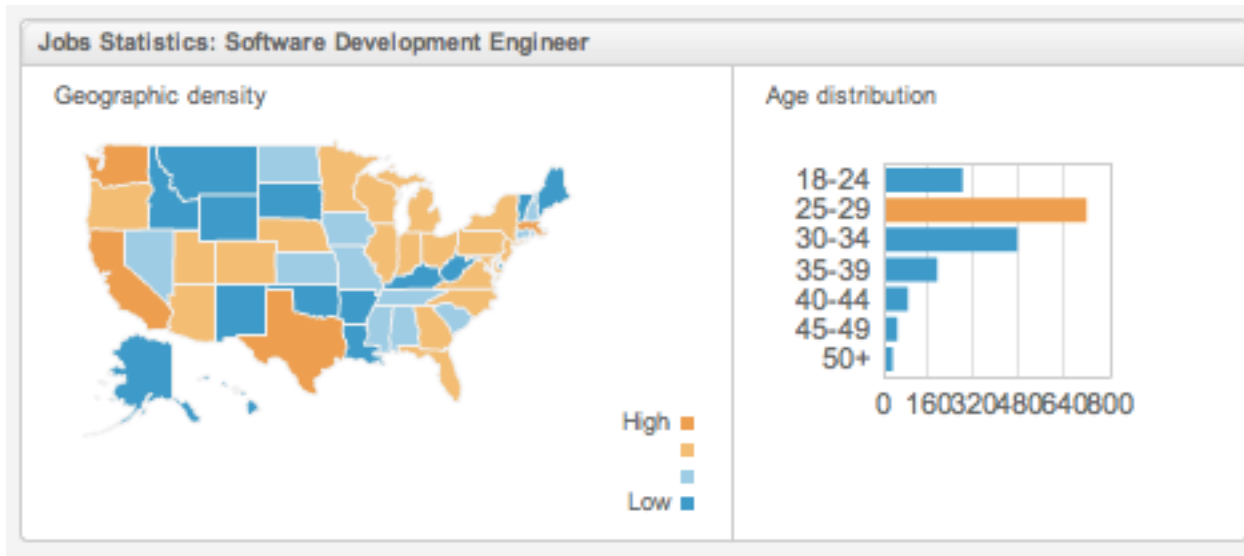 Jobs Statistics: Software Development Engineer
Geographic density
High
Low
Age distribution
18-24
25-29
30-34
35-39
40-44
45-49
50+
0 160320480640800